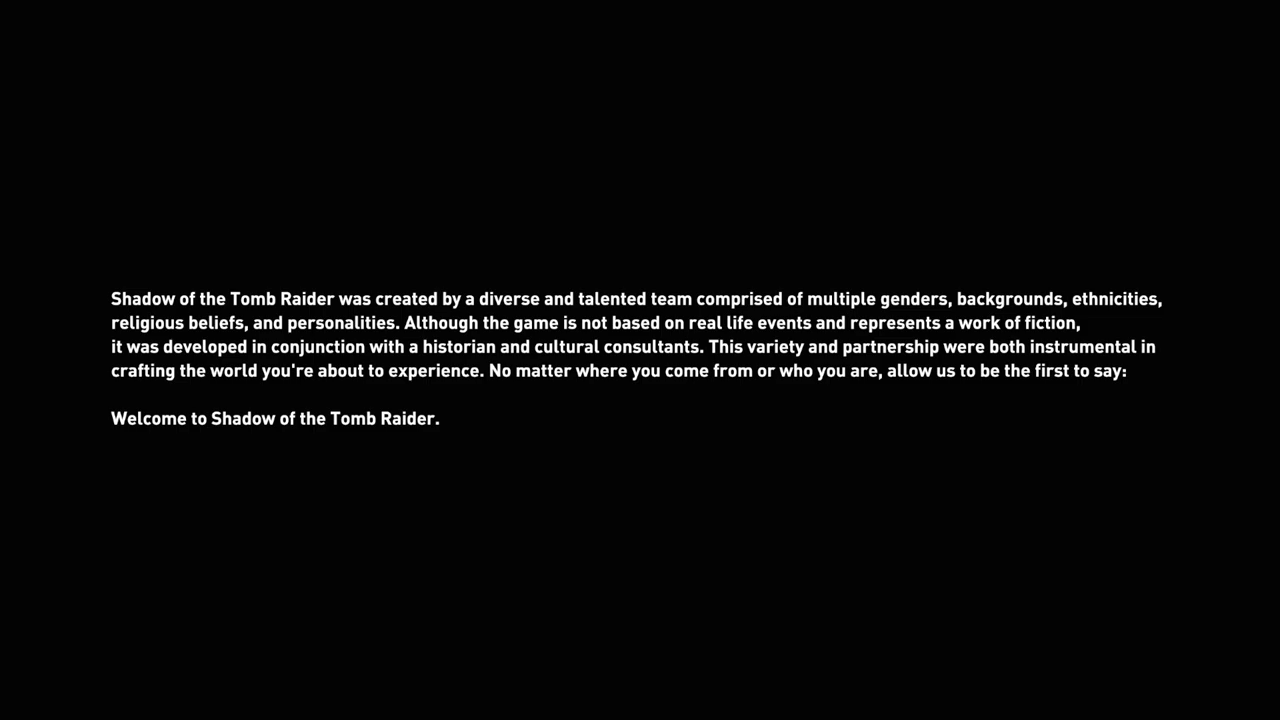 Shadow of the Tomb Raider was created by a diverse and talented team comprised of multiple genders, backgrounds, ethnicities,
religious beliefs, and personalities. Although the game is not based on real life events and represents a work of fiction,
it was developed in conjunction with a historian and cultural consultants. This variety and partnership were both instrumental in
crafting the world you're about to experience. No matter where you come from or who you are, allow us to be the first to say:
Welcome to Shadow of the Tomb Raider.